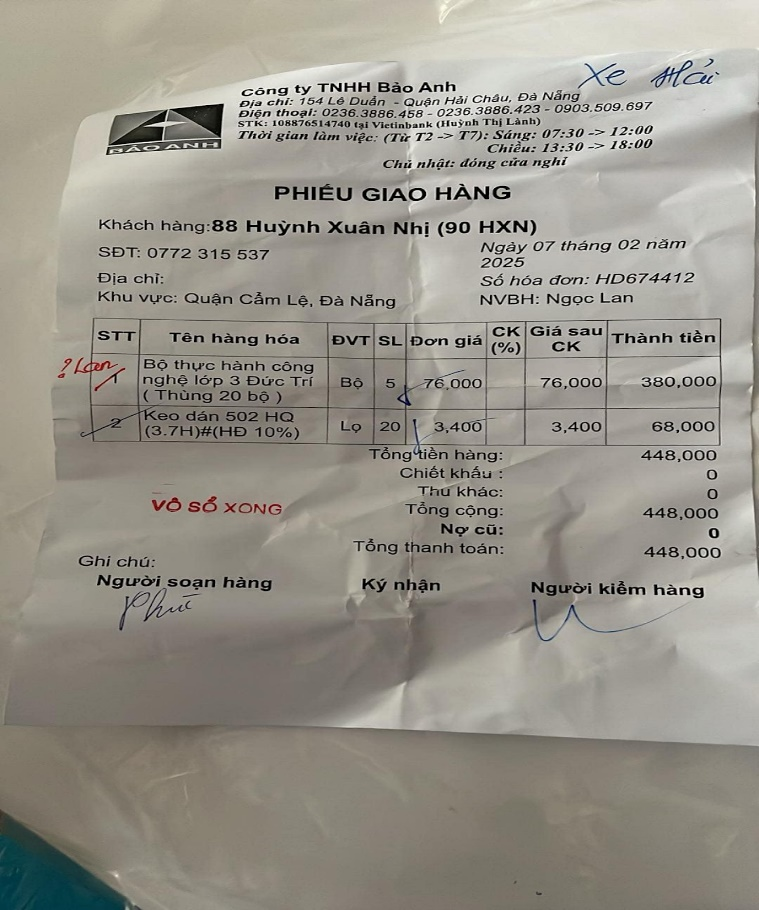 Xe Hải
Công ty TNHH Bảo Anh
Địa chỉ: 154 Lê Duẩn - Quận Hải Châu, Đà Nẵng
Điện thoại: 0236.3886.458 - 0236.3886.423 - 0903.509.697
STK: 108876514740 tại Vietinbank (Huỳnh Thị Lành)
Thời gian làm việc: (Từ T2 -> T7): Sáng: 07:30 -> 12:00
Chiều: 13:30 -> 18:00
Chủ nhật: đóng cửa nghỉ
BẢO ANH
PHIẾU GIAO HÀNG
Khách hàng:88 Huỳnh Xuân Nhị (90 HXN)
SĐT: 0772 315 537
Ngày 07 tháng 02 năm
2025
Địa chỉ:
Số hóa đơn: HD674412
Khu vực: Quận Cẩm Lệ, Đà Nẵng
NVBH: Ngọc Lan
STT Tên hàng hóa ĐVT SL Đơn giá CK (%) Giá sau CK Thành tiền
? Lan
1 Bộ thực hành công nghệ lớp 3 Đức Trí ( Thùng 20 bộ ) Bộ 5 76,000 76,000 380,000
2 Keo dán 502 HQ (3.7H)#(HĐ 10%) Lọ 20 3,400 3,400 68,000
Tổng tiền hàng: 448,000
Chiết khấu : 0
Thu khác: 0
VÔ SỔ XONG
Tổng cộng: 448,000
Nợ cũ: 0
Tổng thanh toán: 448,000
Ghi chú:
Người soạn hàng Ký nhận Người kiểm hàng
Phúc